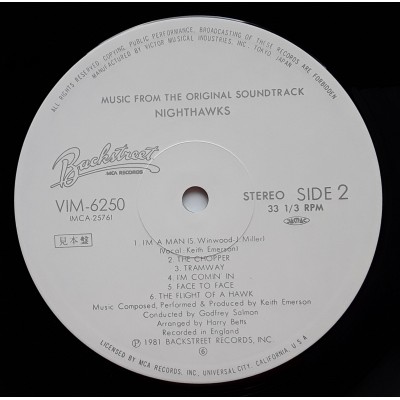 ALL RIGHTS RESERVED. COPYING, PUBLIC PERFORMANCE, BROADCASTING OF THESE RECORDS ARE FORBIDDEN
MANUFACTURED BY VICTOR MUSICAL INDUSTRIES, INC. TOKYO JAPAN
MUSIC FROM THE ORIGINAL SOUNDTRACK
NIGHTHAWKS
Backstreet
MCA RECORDS
VIM-6250
(MCA-2576)
STEREO SIDE 2
33 1/3 RPM
見本盤
1. I'M A MAN (S Winwood-J. Miller)
(Vocal: Keith Emerson)
2. THE CHOPPER
3. TRAMWAY
4. I'M COMIN IN
5. FACE TO FACE
6. THE FLIGHT OF A HAWK
Music Composed, Performed & Produced by Keith Emerson
Conducted by Godfrey Salmon
Arranged by Harry Betts
Recorded in England
Ⓟ 1981 BACKSTREET RECORDS, INC.
⑥
LICENSED BY MCA RECORDS, INC., UNIVERSAL CITY, CALIFORNIA, U.S.A